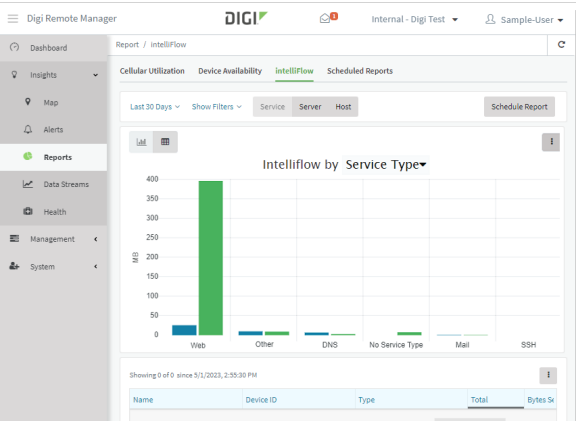 Digi Remote Manager
DIGI
1
Internal - Digi Test
Sample-User
Dashboard
Insights
Map
Alerts
Reports
Data Streams
Health
Management
System
Report / intelliFlow
Cellular Utilization Device Availability intelliFlow Scheduled Reports
Last 30 Days Show Filters Service Server Host Schedule Report
Intelliflow by Service Type
400
350
300
250
200
150
100
50
0
MB
Web Other DNS No Service Type Mail SSH
Showing 0 of 0 since 5/1/2023, 2:55:30 PM
Name Device ID Type Total Bytes Se